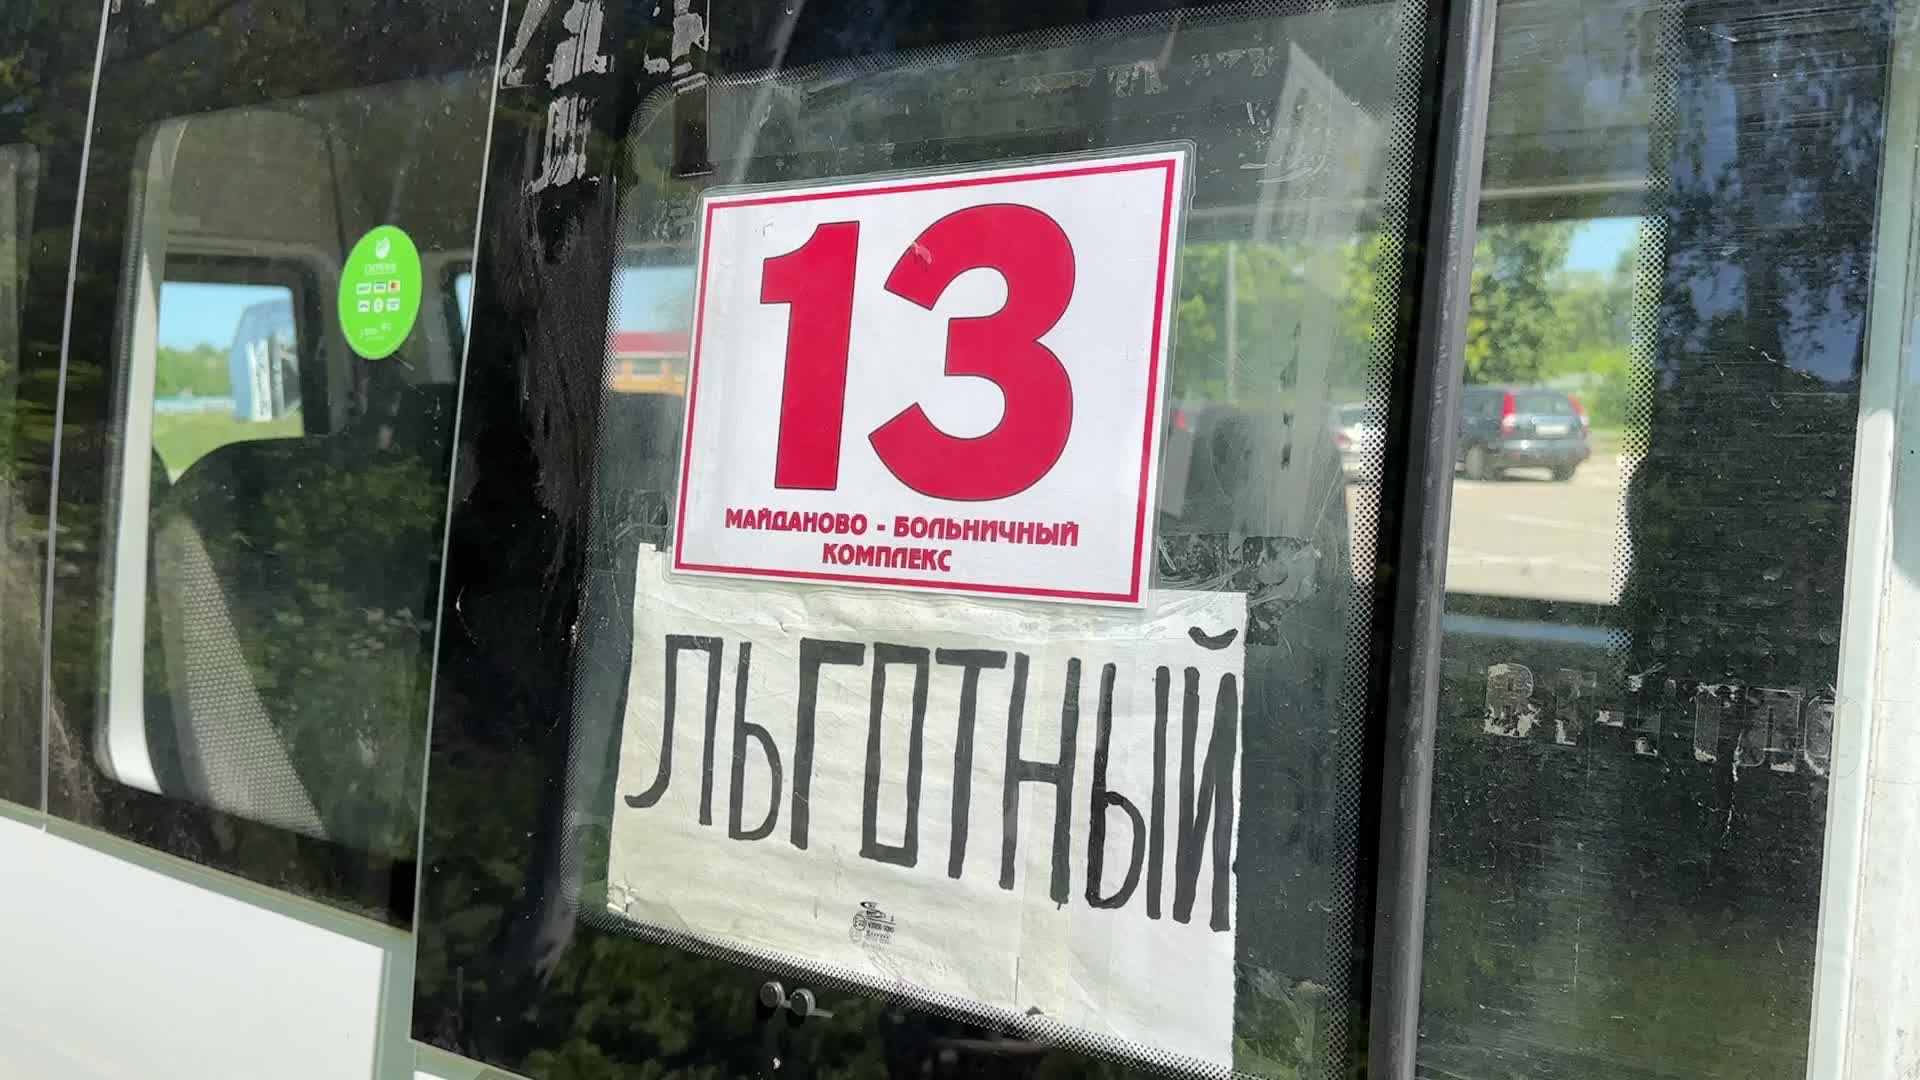 13
МАЙДАНОВО - БОЛЬНИЧНЫЙ
КОМПЛЕКС
ЛЬГОТНЫЙ